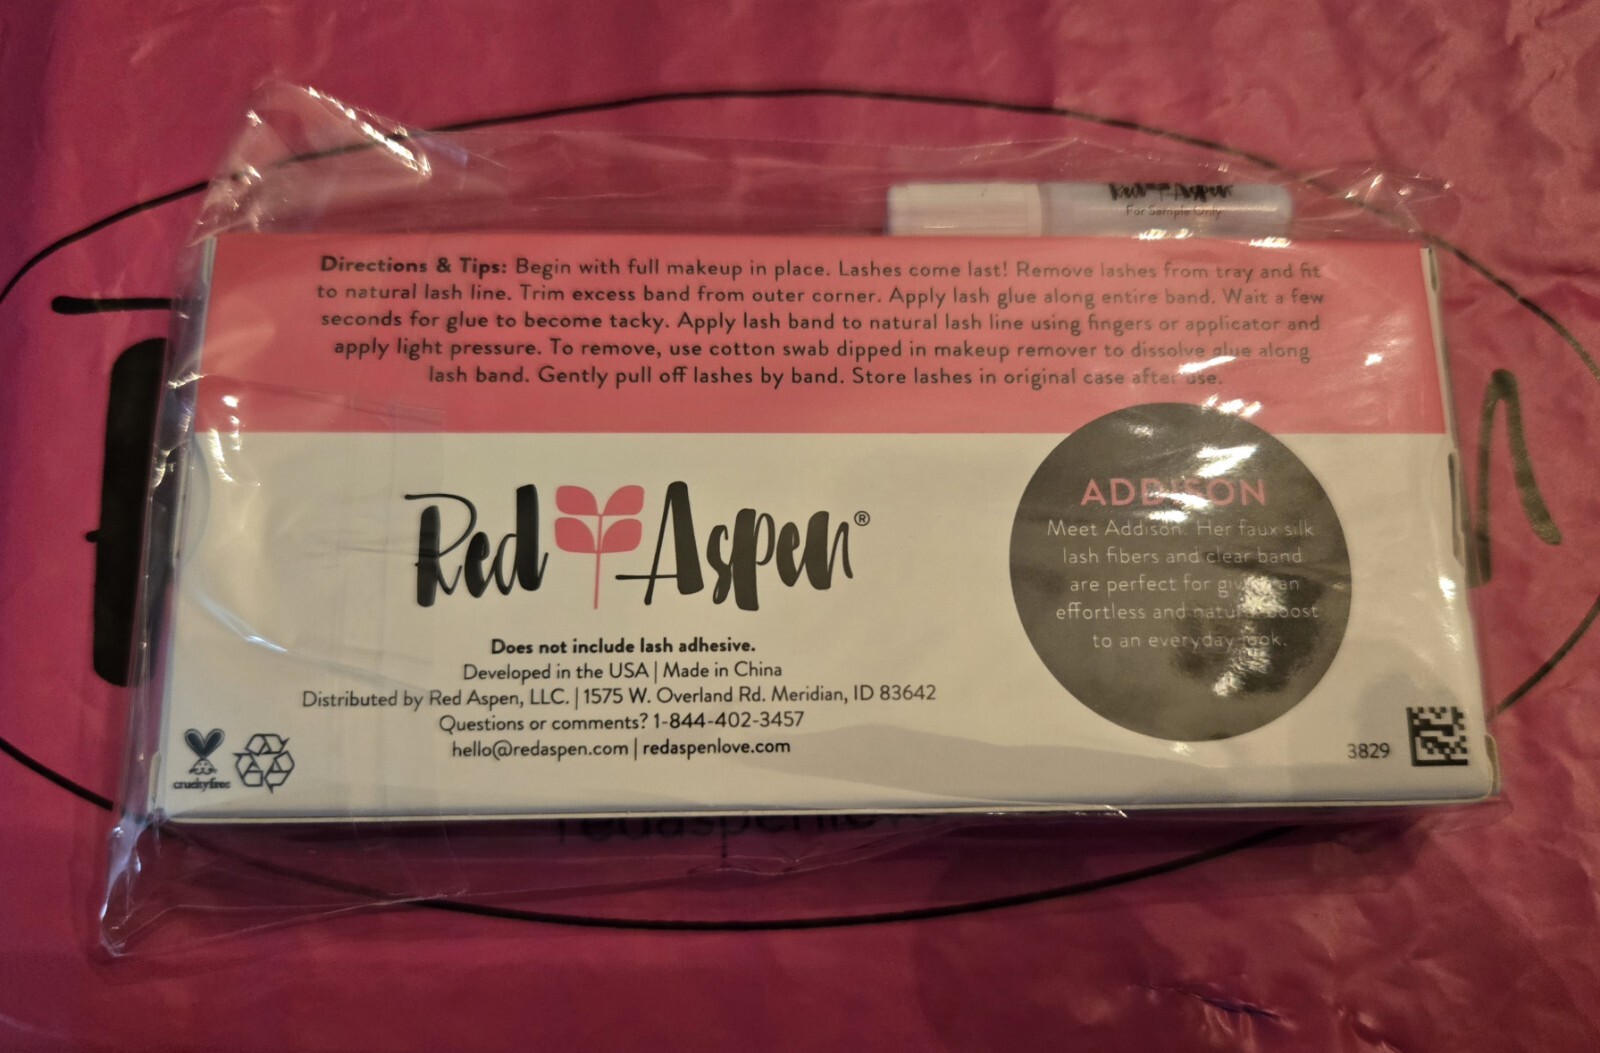 Red Aspen
For Sample Only
Directions & Tips: Begin with full makeup in place. Lashes come last! Remove lashes from tray and fit
to natural lash line. Trim excess band from outer corner. Apply lash glue along entire band. Wait a few
seconds for glue to become tacky. Apply lash band to natural lash line using fingers or applicator and
apply light pressure. To remove, use cotton swab dipped in makeup remover to dissolve glue along
lash band. Gently pull off lashes by band. Store lashes in original case after use.
Red Aspen®
ADDISON
Meet Addison. Her faux silk
lash fibers and clear band
are perfect for giving an
effortless and natural boost
to an everyday look.
Does not include lash adhesive.
Developed in the USA | Made in China
Distributed by Red Aspen, LLC. | 1575 W. Overland Rd. Meridian, ID 83642
Questions or comments? 1-844-402-3457
hello@redaspen.com | redaspenlove.com
crueltyfree
3829
redaspenlove